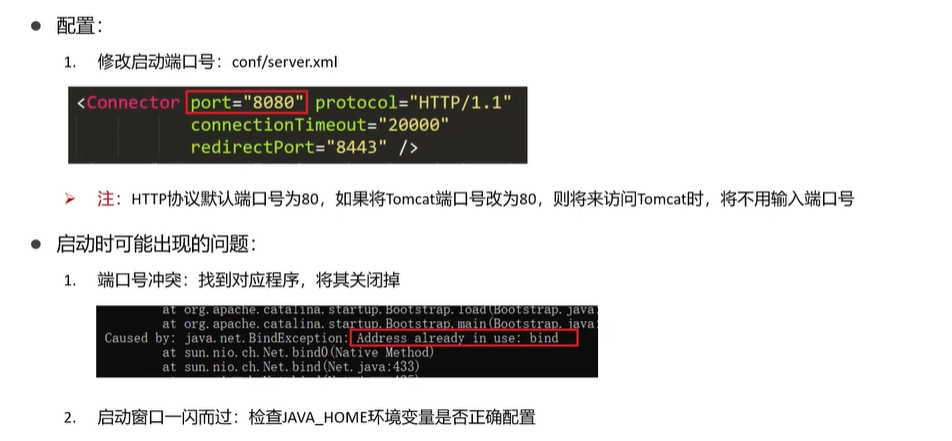 ● 配置：
1. 修改启动端口号：conf/server.xml
<Connector port="8080" protocol="HTTP/1.1"
connectionTimeout="20000"
redirectPort="8443" />
➢ 注：HTTP协议默认端口号为80，如果将Tomcat端口号改为80，则将来访问Tomcat时，将不用输入端口号
● 启动时可能出现的问题：
1. 端口号冲突：找到对应程序，将其关闭掉
at org.apache.catalina.startup.Bootstrap.load(Bootstrap.java:
at org.apache.catalina.startup.Bootstrap.main(Bootstrap.java:
Caused by: java.net.BindException: Address already in use: bind
at sun.nio.ch.Net.bind0(Native Method)
at sun.nio.ch.Net.bind(Net.java:433)
2. 启动窗口一闪而过：检查JAVA_HOME环境变量是否正确配置